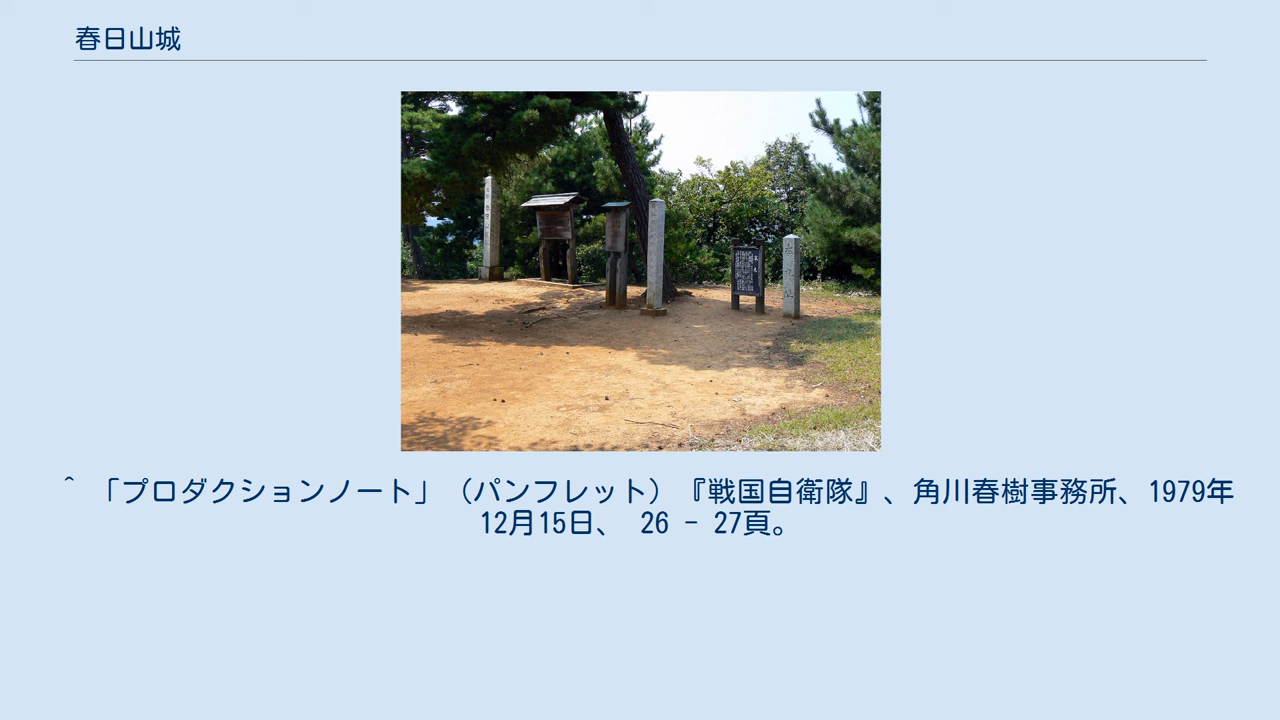 春日山城
^ 「プロダクションノート」（パンフレット）『戦国自衛隊』、角川春樹事務所、1979年
12月15日、 26 - 27頁。